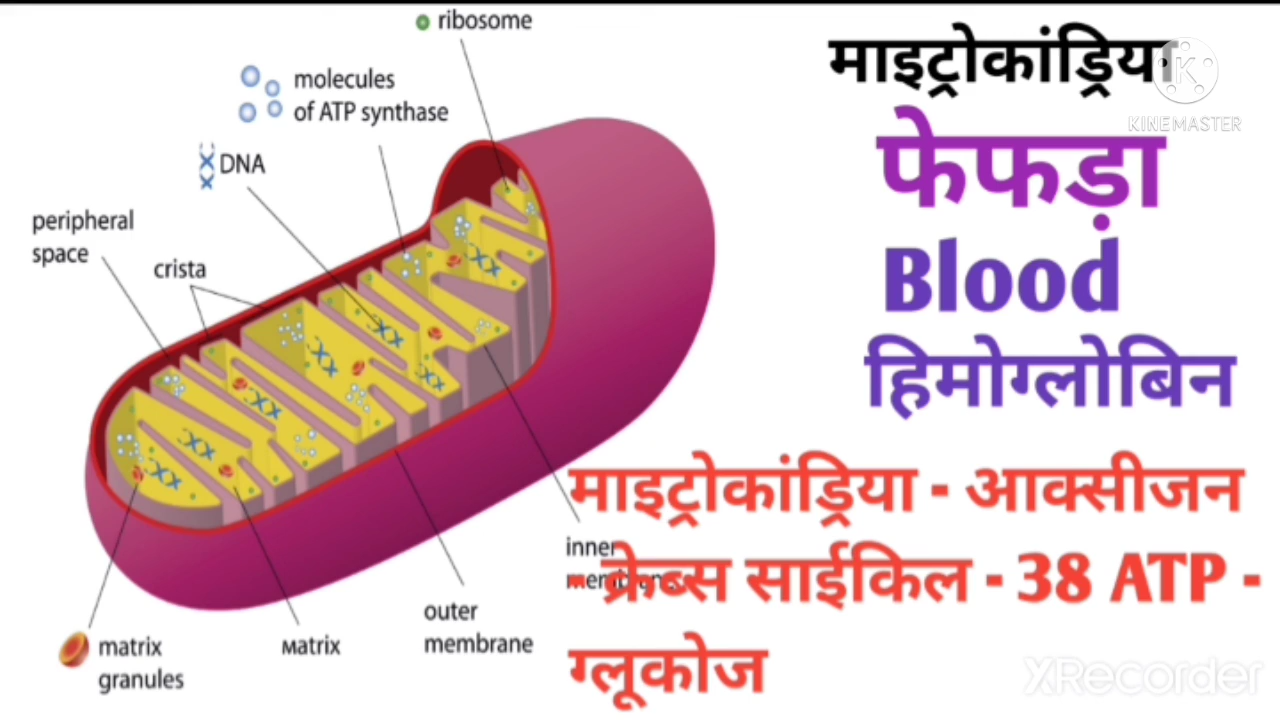 ribosome
molecules
of ATP synthase
DNA
peripheral
space
crista
matrix
granules
matrix
outer
membrane
inner
membrane
माइट्रोकांड्रिया
K
KINEMASTER
फेफड़ा
Blood
हिमोग्लोबिन
माइट्रोकांड्रिया - आक्सीजन
- क्रेब्स साईकिल - 38 ATP -
ग्लूकोज
XRecorder